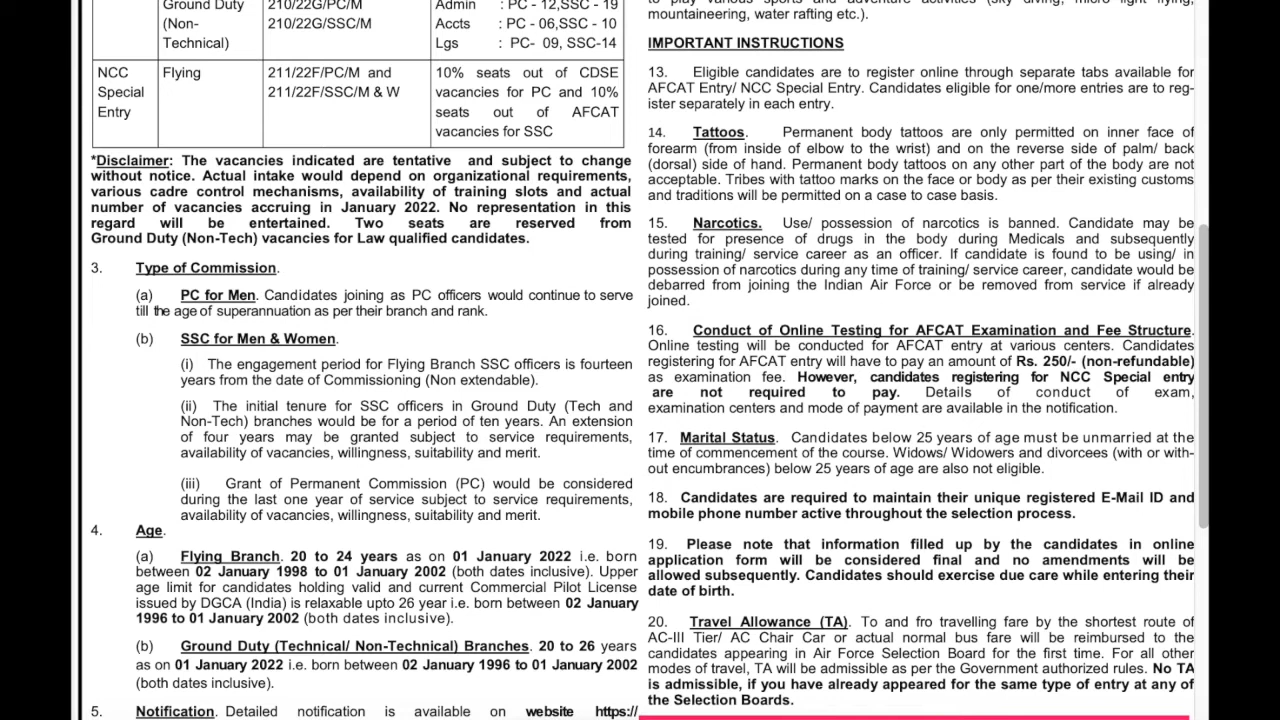 Ground Duty (Non-Technical)
210/22G/PC/M
210/22G/SSC/M
Admin : PC - 12,SSC - 19
Accts : PC - 06,SSC - 10
Lgs : PC- 09, SSC-14
NCC Special Entry
Flying
211/22F/PC/M and
211/22F/SSC/M & W
10% seats out of CDSE
vacancies for PC and 10%
seats out of AFCAT
vacancies for SSC
*Disclaimer: The vacancies indicated are tentative and subject to change
without notice. Actual intake would depend on organizational requirements,
various cadre control mechanisms, availability of training slots and actual
number of vacancies accruing in January 2022. No representation in this
regard will be entertained. Two seats are reserved from
Ground Duty (Non-Tech) vacancies for Law qualified candidates.
3. Type of Commission.
(a) PC for Men. Candidates joining as PC officers would continue to serve
till the age of superannuation as per their branch and rank.
(b) SSC for Men & Women.
(i) The engagement period for Flying Branch SSC officers is fourteen
years from the date of Commissioning (Non extendable).
(ii) The initial tenure for SSC officers in Ground Duty (Tech and
Non-Tech) branches would be for a period of ten years. An extension
of four years may be granted subject to service requirements,
availability of vacancies, willingness, suitability and merit.
(iii) Grant of Permanent Commission (PC) would be considered
during the last one year of service subject to service requirements,
availability of vacancies, willingness, suitability and merit.
4. Age.
(a) Flying Branch. 20 to 24 years as on 01 January 2022 i.e. born
between 02 January 1998 to 01 January 2002 (both dates inclusive). Upper
age limit for candidates holding valid and current Commercial Pilot License
issued by DGCA (India) is relaxable upto 26 year i.e. born between 02 January
1996 to 01 January 2002 (both dates inclusive).
(b) Ground Duty (Technical/ Non-Technical) Branches. 20 to 26 years
as on 01 January 2022 i.e. born between 02 January 1996 to 01 January 2002
(both dates inclusive).
5. Notification. Detailed notification is available on website https://
to play various sports and adventure activities (sky diving, micro light flying,
mountaineering, water rafting etc.).
IMPORTANT INSTRUCTIONS
13. Eligible candidates are to register online through separate tabs available for
AFCAT Entry/ NCC Special Entry. Candidates eligible for one/more entries are to reg-
ister separately in each entry.
14. Tattoos. Permanent body tattoos are only permitted on inner face of
forearm (from inside of elbow to the wrist) and on the reverse side of palm/ back
(dorsal) side of hand. Permanent body tattoos on any other part of the body are not
acceptable. Tribes with tattoo marks on the face or body as per their existing customs
and traditions will be permitted on a case to case basis.
15. Narcotics. Use/ possession of narcotics is banned. Candidate may be
tested for presence of drugs in the body during Medicals and subsequently
during training/ service career as an officer. If candidate is found to be using/ in
possession of narcotics during any time of training/ service career, candidate would be
debarred from joining the Indian Air Force or be removed from service if already
joined.
16. Conduct of Online Testing for AFCAT Examination and Fee Structure.
Online testing will be conducted for AFCAT entry at various centers. Candidates
registering for AFCAT entry will have to pay an amount of Rs. 250/- (non-refundable)
as examination fee. However, candidates registering for NCC Special entry
are not required to pay. Details of conduct of exam,
examination centers and mode of payment are available in the notification.
17. Marital Status. Candidates below 25 years of age must be unmarried at the
time of commencement of the course. Widows/ Widowers and divorcees (with or with-
out encumbrances) below 25 years of age are also not eligible.
18. Candidates are required to maintain their unique registered E-Mail ID and
mobile phone number active throughout the selection process.
19. Please note that information filled up by the candidates in online
application form will be considered final and no amendments will be
allowed subsequently. Candidates should exercise due care while entering their
date of birth.
20. Travel Allowance (TA). To and fro travelling fare by the shortest route of
AC-III Tier/ AC Chair Car or actual normal bus fare will be reimbursed to the
candidates appearing in Air Force Selection Board for the first time. For all other
modes of travel, TA will be admissible as per the Government authorized rules. No TA
is admissible, if you have already appeared for the same type of entry at any of
the Selection Boards.